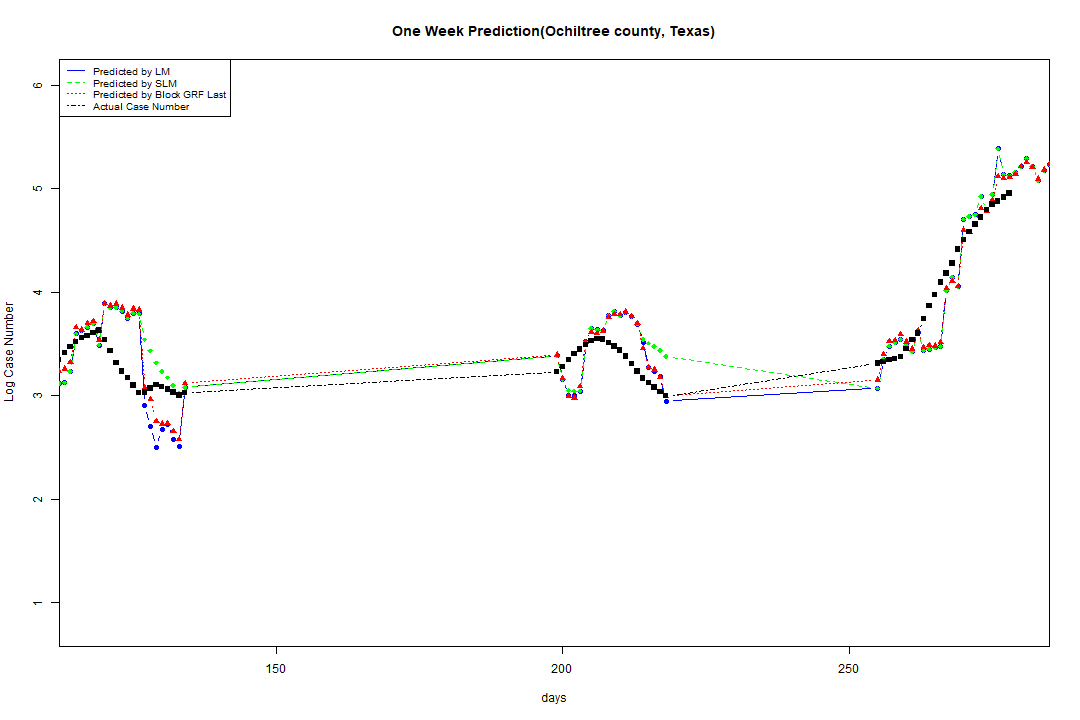 One Week Prediction(Ochiltree county, Texas)
Predicted by LM
Predicted by SLM
Predicted by Block GRF Last
Actual Case Number
6
5
4
3
2
1
Log Case Number
150
200
250
days